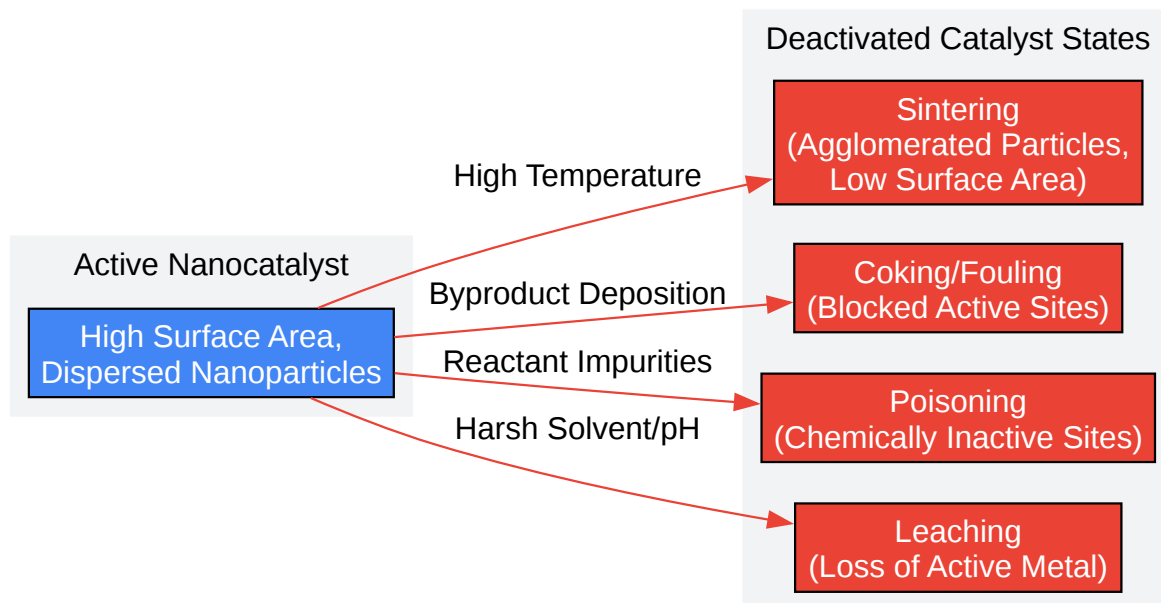 Active Nanocatalyst
High Surface Area,
Dispersed Nanoparticles
High Temperature
Byproduct Deposition
Reactant Impurities
Harsh Solvent/pH
Deactivated Catalyst States
Sintering
(Agglomerated Particles,
Low Surface Area)
Coking/Fouling
(Blocked Active Sites)
Poisoning
(Chemically Inactive Sites)
Leaching
(Loss of Active Metal)